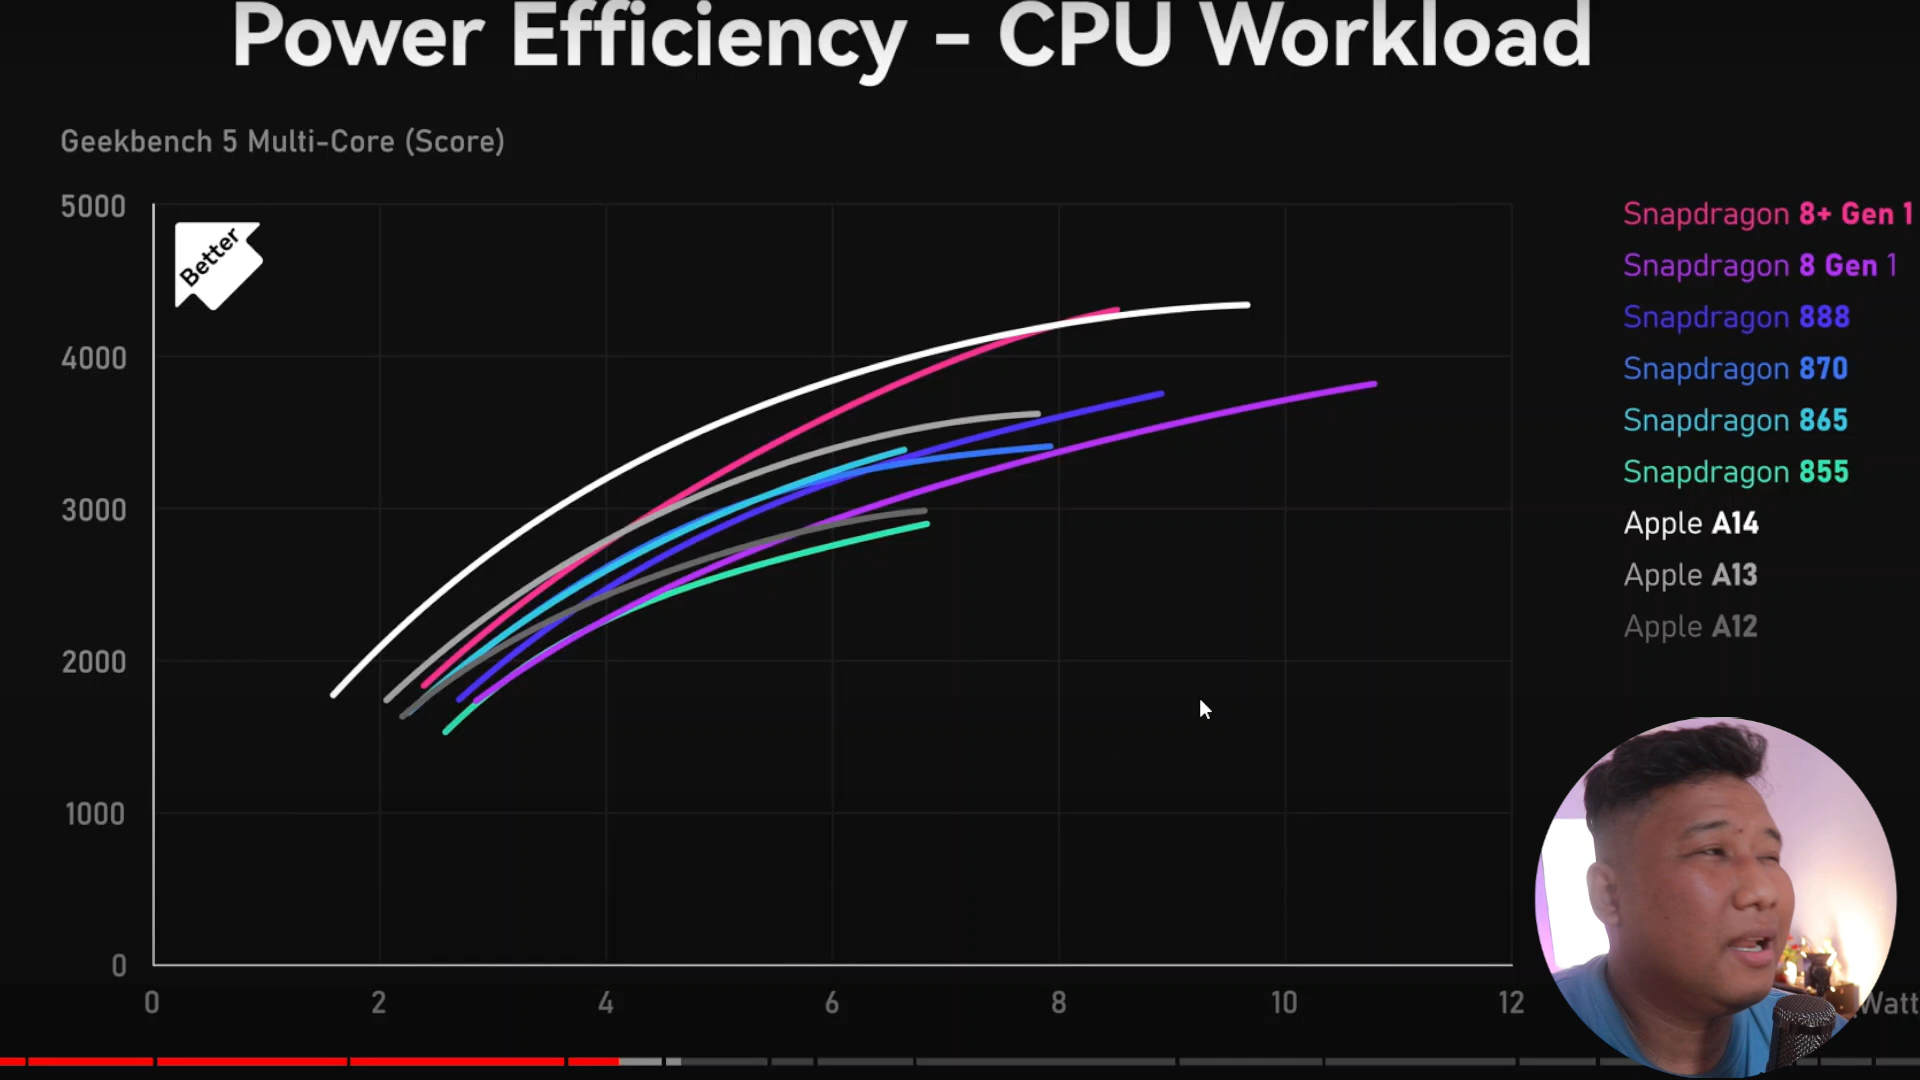 Power Efficiency - CPU Workload
Geekbench 5 Multi-Core (Score)
5000
4000
3000
2000
1000
0
Better
0 2 4 6 8 10 12
Snapdragon 8+ Gen 1
Snapdragon 8 Gen 1
Snapdragon 888
Snapdragon 870
Snapdragon 865
Snapdragon 855
Apple A14
Apple A13
Apple A12
Watt